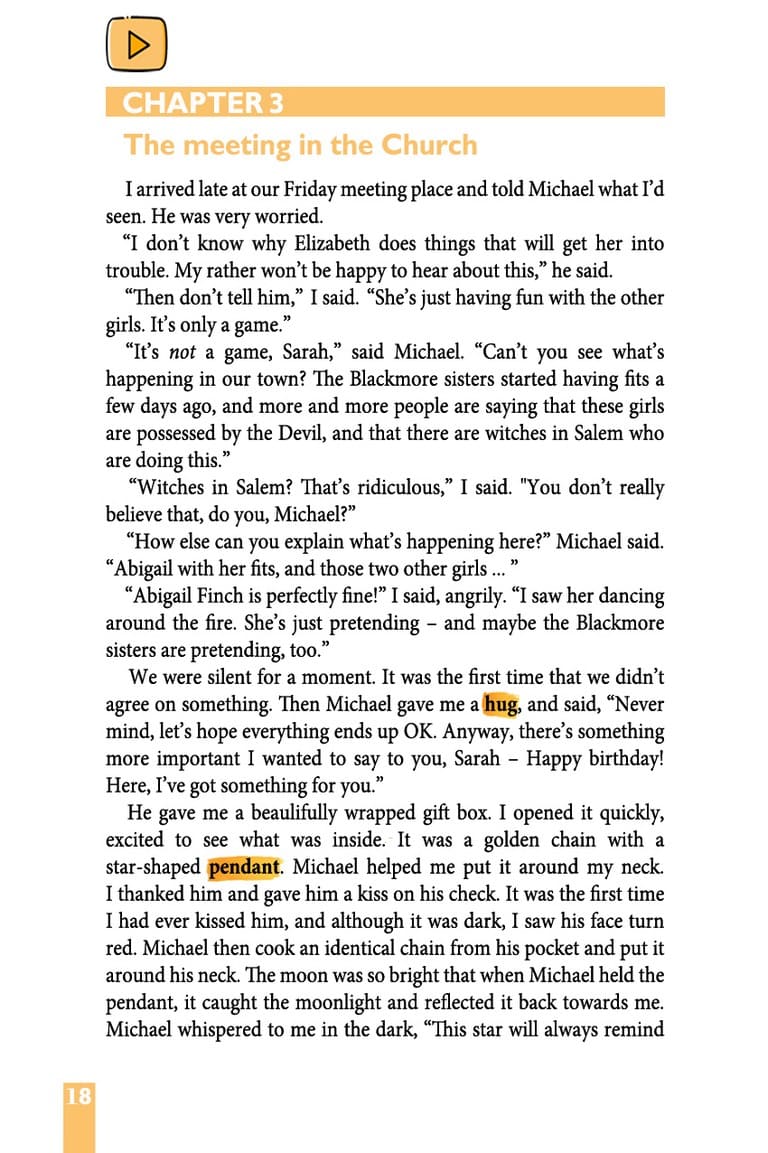 CHAPTER 3
The meeting in the Church
I arrived late at our Friday meeting place and told Michael what I’d
seen. He was very worried.
“I don’t know why Elizabeth does things that will get her into
trouble. My rather won’t be happy to hear about this,” he said.
“Then don’t tell him,” I said. “She’s just having fun with the other
girls. It’s only a game.”
“It’s not a game, Sarah,” said Michael. “Can’t you see what’s
happening in our town? The Blackmore sisters started having fits a
few days ago, and more and more people are saying that these girls
are possessed by the Devil, and that there are witches in Salem who
are doing this.”
“Witches in Salem? That’s ridiculous,” I said. "You don’t really
believe that, do you, Michael?”
“How else can you explain what’s happening here?” Michael said.
“Abigail with her fits, and those two other girls ... ”
“Abigail Finch is perfectly fine!” I said, angrily. “I saw her dancing
around the fire. She’s just pretending – and maybe the Blackmore
sisters are pretending, too.”
We were silent for a moment. It was the first time that we didn’t
agree on something. Then Michael gave me a hug, and said, “Never
mind, let’s hope everything ends up OK. Anyway, there’s something
more important I wanted to say to you, Sarah – Happy birthday!
Here, I’ve got something for you.”
He gave me a beaulifully wrapped gift box. I opened it quickly,
excited to see what was inside. It was a golden chain with a
star-shaped pendant. Michael helped me put it around my neck.
I thanked him and gave him a kiss on his check. It was the first time
I had ever kissed him, and although it was dark, I saw his face turn
red. Michael then cook an identical chain from his pocket and put it
around his neck. The moon was so bright that when Michael held the
pendant, it caught the moonlight and reflected it back towards me.
Michael whispered to me in the dark, “This star will always remind
18